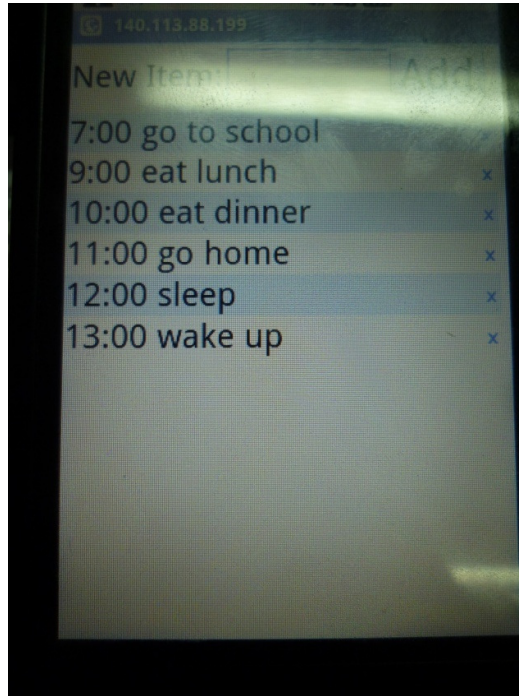 140.113.88.199
New Item: Add
7:00 go to school
9:00 eat lunch x
10:00 eat dinner x
11:00 go home x
12:00 sleep x
13:00 wake up x